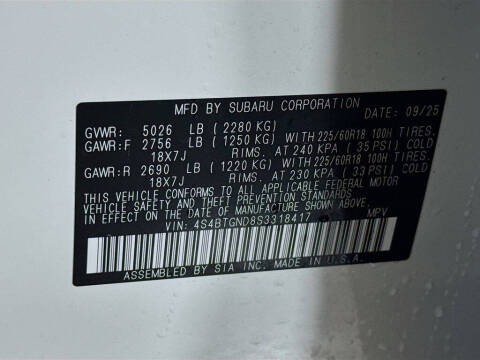 MFD BY SUBARU CORPORATION DATE: 09/25
GVWR: 5026 LB (2280 KG)
GAWR:F 2756 LB (1250 KG) WITH 225/60R18 100H TIRES.
18X7J RIMS. AT 240 KPA (35 PSI) COLD
GAWR:R 2690 LB (1220 KG) WITH 225/60R18 100H TIRES.
18X7J RIMS. AT 230 KPA (33 PSI) COLD
THIS VEHICLE CONFORMS TO ALL APPLICABLE FEDERAL MOTOR
VEHICLE SAFETY AND THEFT PREVENTION STANDARDS
IN EFFECT ON THE DATE OF MANUFACTURE SHOWN ABOVE.
VIN: 4S4BTGND8S3318417 MPV
ASSEMBLED BY SIA INC. MADE IN U.S.A.